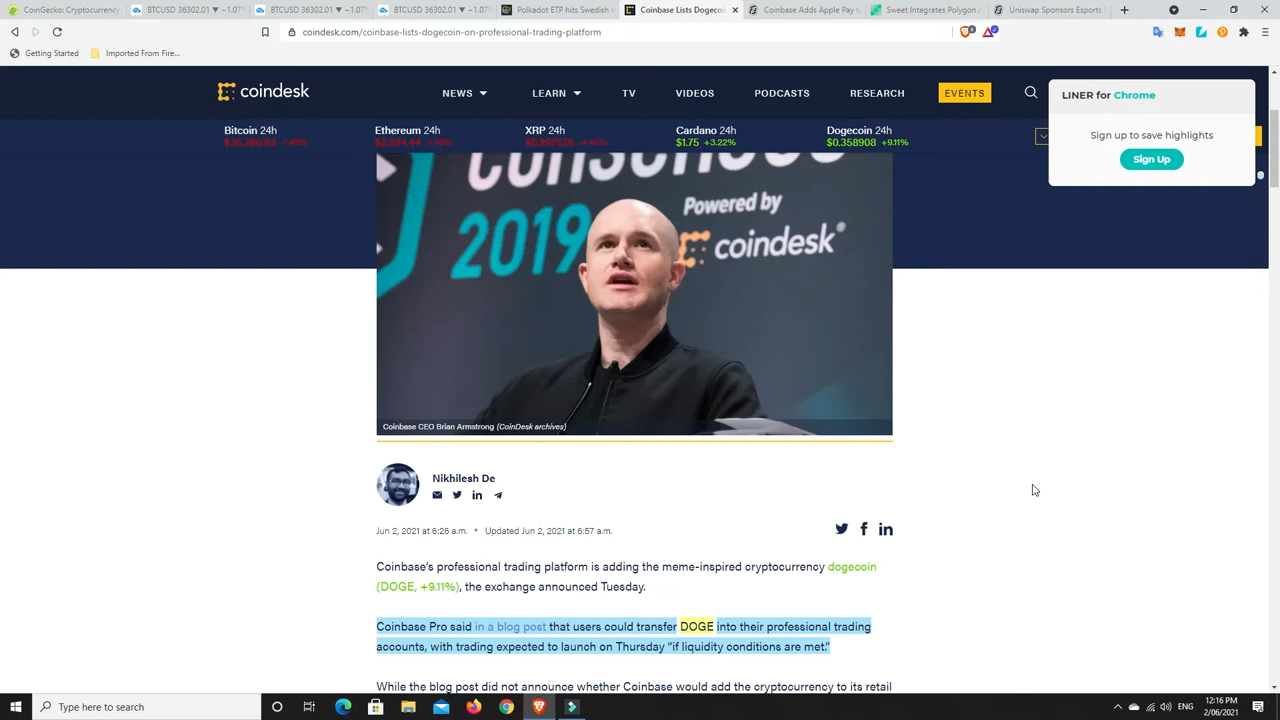 CoinGecko Cryptocurrency
BTCUSD 36302.01 ▼ −1.07%
BTCUSD 36302.01 ▼ −1.07%
BTCUSD 36302.01 ▼ −1.07%
Polkadot ETP hits Swedish
Coinbase Lists Dogecoin
Coinbase Adds Apple Pay
Sweet Integrates Polygon
Uniswap Sponsors Esports
coindesk.com/coinbase-lists-dogecoin-on-professional-trading-platform
Getting Started
Imported From Fire...
coindesk
NEWS
LEARN
TV
VIDEOS
PODCASTS
RESEARCH
EVENTS
LINER for Chrome
Sign up to save highlights
Sign Up
Bitcoin 24h
Ethereum 24h
XRP 24h
Cardano 24h
Dogecoin 24h
$1.75 +3.22%
$0.358908 +9.11%
CONSENSUS
2019
Powered by
coindesk®
Coinbase CEO Brian Armstrong (CoinDesk archives)
Nikhilesh De
Jun 2, 2021 at 6:26 a.m. • Updated Jun 2, 2021 at 6:57 a.m.
Coinbase's professional trading platform is adding the meme-inspired cryptocurrency dogecoin
(DOGE, +9.11%), the exchange announced Tuesday.
Coinbase Pro said in a blog post that users could transfer DOGE into their professional trading
accounts, with trading expected to launch on Thursday "if liquidity conditions are met."
While the blog post did not announce whether Coinbase would add the cryptocurrency to its retail
Type here to search
ENG
12:16 PM
2/06/2021